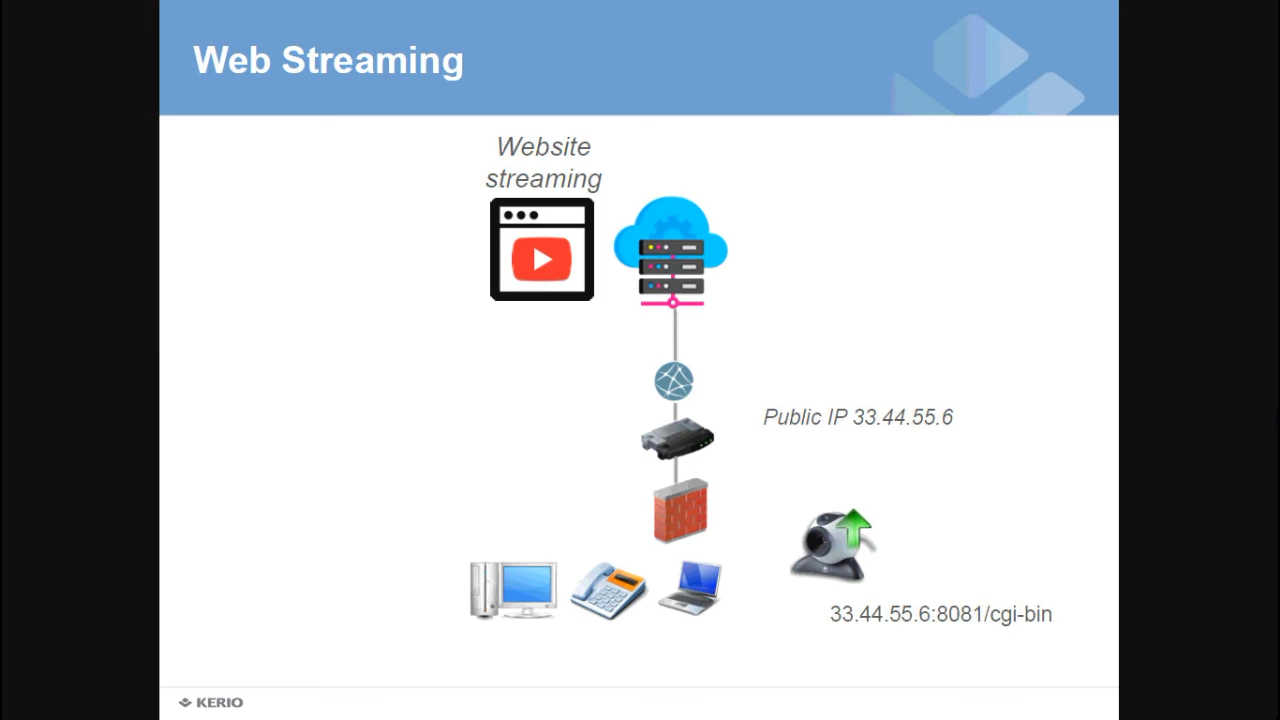 Web Streaming
Website
streaming
Public IP 33.44.55.6
33.44.55.6:8081/cgi-bin
KERIO